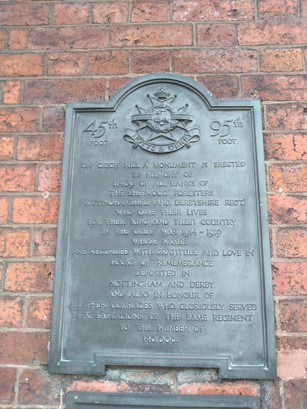 45th 95th
FOOT FOOT
ON CRICH HILL A MONUMENT IS ERECTED
IN MEMORY OF
OF ALL RANKS OF
THE SHERWOOD FORESTERS
(NOTTINGHAMSHIRE AND DERBYSHIRE REGT)
WHO GAVE THEIR LIVES
FOR THEIR KING AND THEIR COUNTRY
IN THE GREAT WAR 1914-1919
WHOSE NAMES
ARE RECORDED WITH GRATITUDE AND LOVE IN
BOOKS OF REMEMBRANCE
DEPOSITED IN
NOTTINGHAM AND DERBY
AND ALSO IN HONOUR OF
COMRADES WHO GLORIOUSLY SERVED
IN BATTALIONS OF THE SAME REGIMENT
TO THE NUMBER OF
140,000